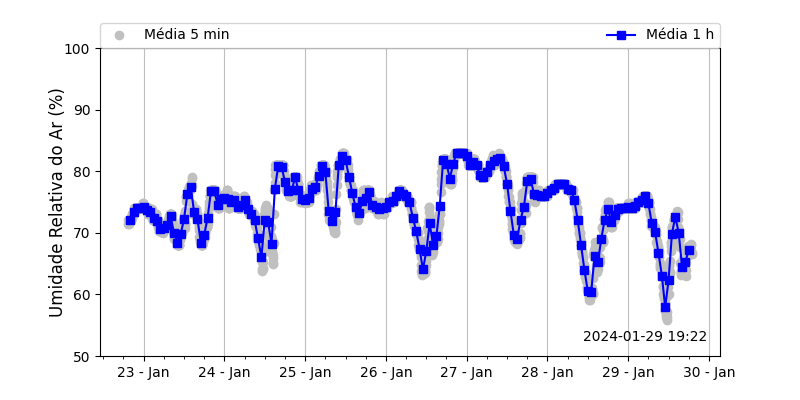 Média 5 min
Média 1 h
Umidade Relativa do Ar (%)
100
90
80
70
60
50
2024-01-29 19:22
23 - Jan
24 - Jan
25 - Jan
26 - Jan
27 - Jan
28 - Jan
29 - Jan
30 - Jan